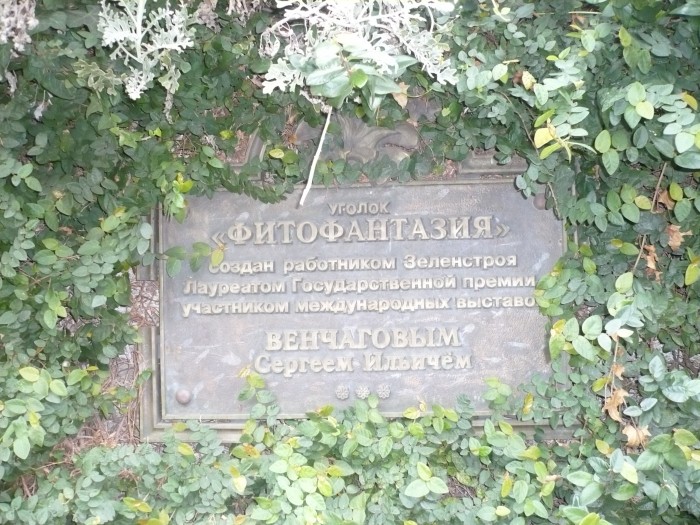 УГОЛОК
«ФИТОФАНТАЗИЯ»
Создан работником Зеленстроя
Лауреатом Государственной премии
участником международных выставо
ВЕНЧАГОВЫМ
Сергеем Ильичём